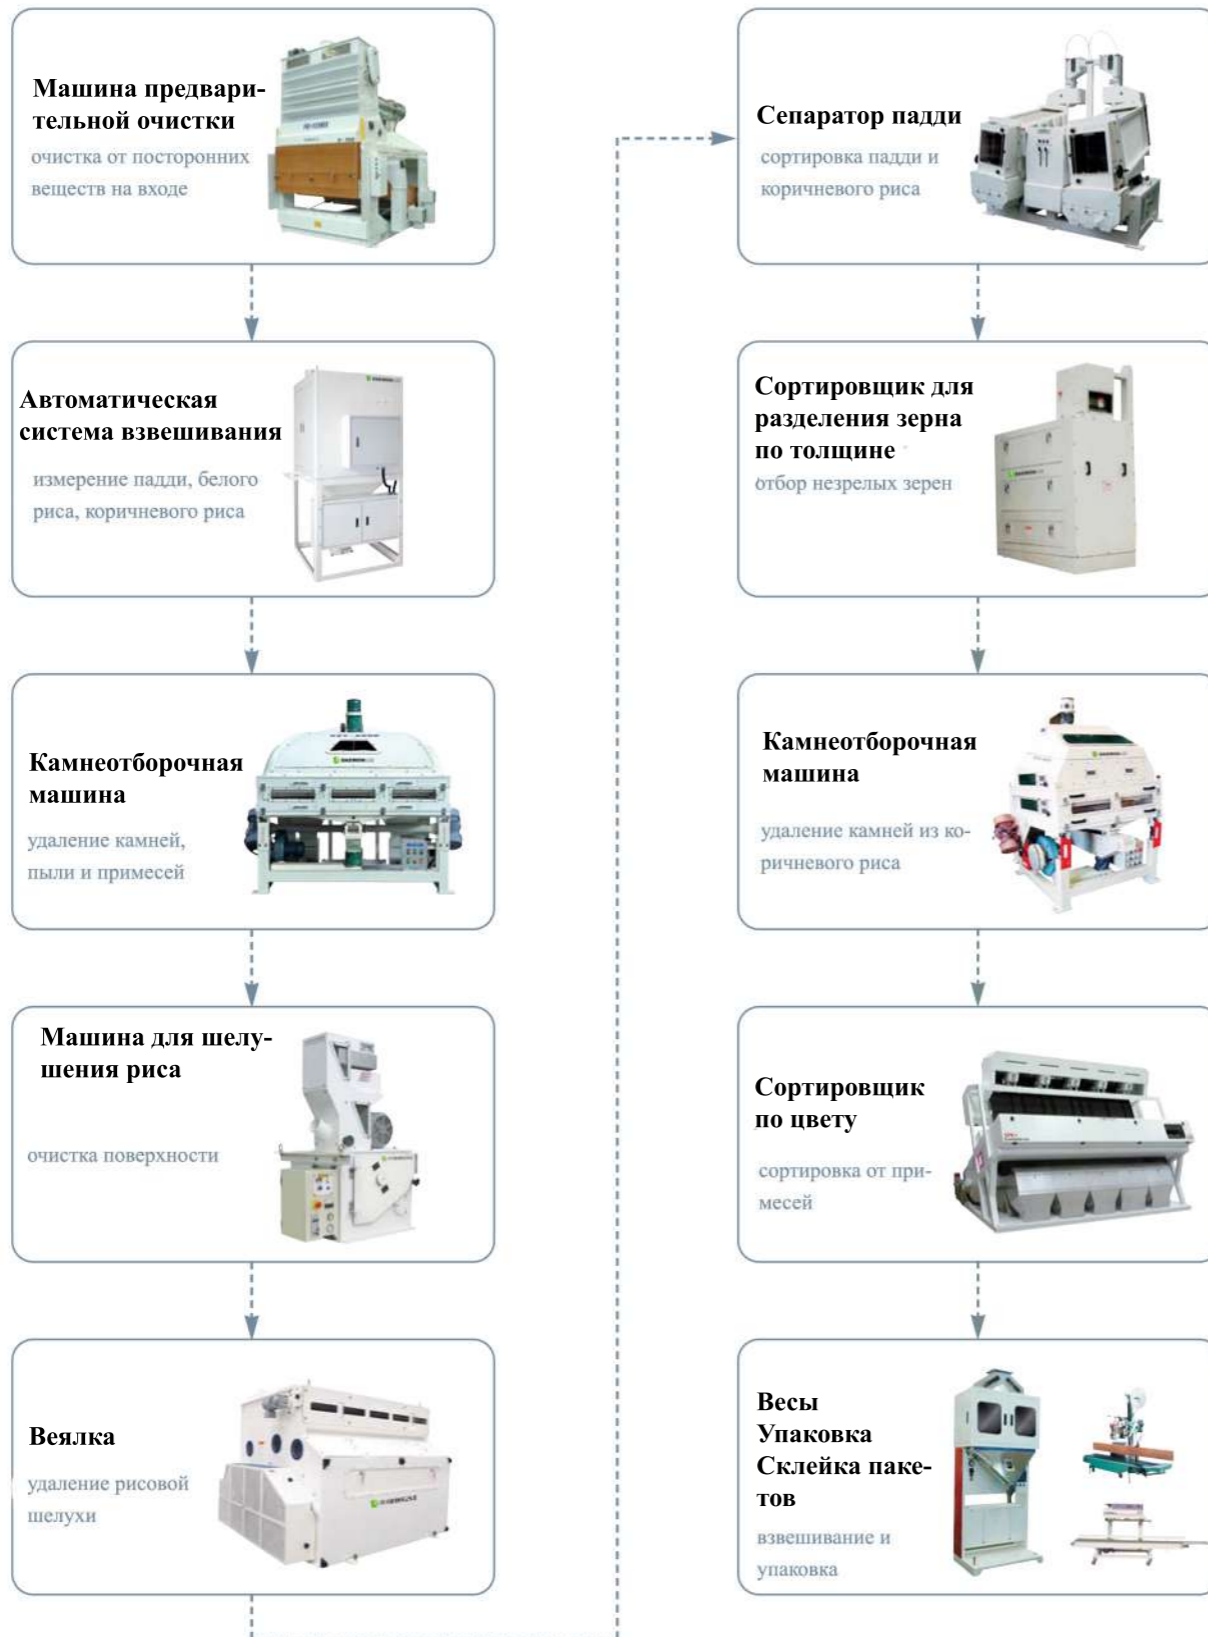 Машина предвари-
тельной очистки
очистка от посторонних
веществ на входе
Автоматическая
система взвешивания
измерение падди, белого
риса, коричневого риса
Камнеотборочная
машина
удаление камней,
пыли и примесей
Машина для шелу-
шения риса
очистка поверхности
Веялка
удаление рисовой
шелухи
Сепаратор падди
сортировка падди и
коричневого риса
Сортировщик для
разделения зерна
по толщине
отбор незрелых зерен
Камнеотборочная
машина
удаление камней из ко-
ричневого риса
Сортировщик
по цвету
сортировка от при-
месей
Весы
Упаковка
Склейка паке-
тов
взвешивание и
упаковка